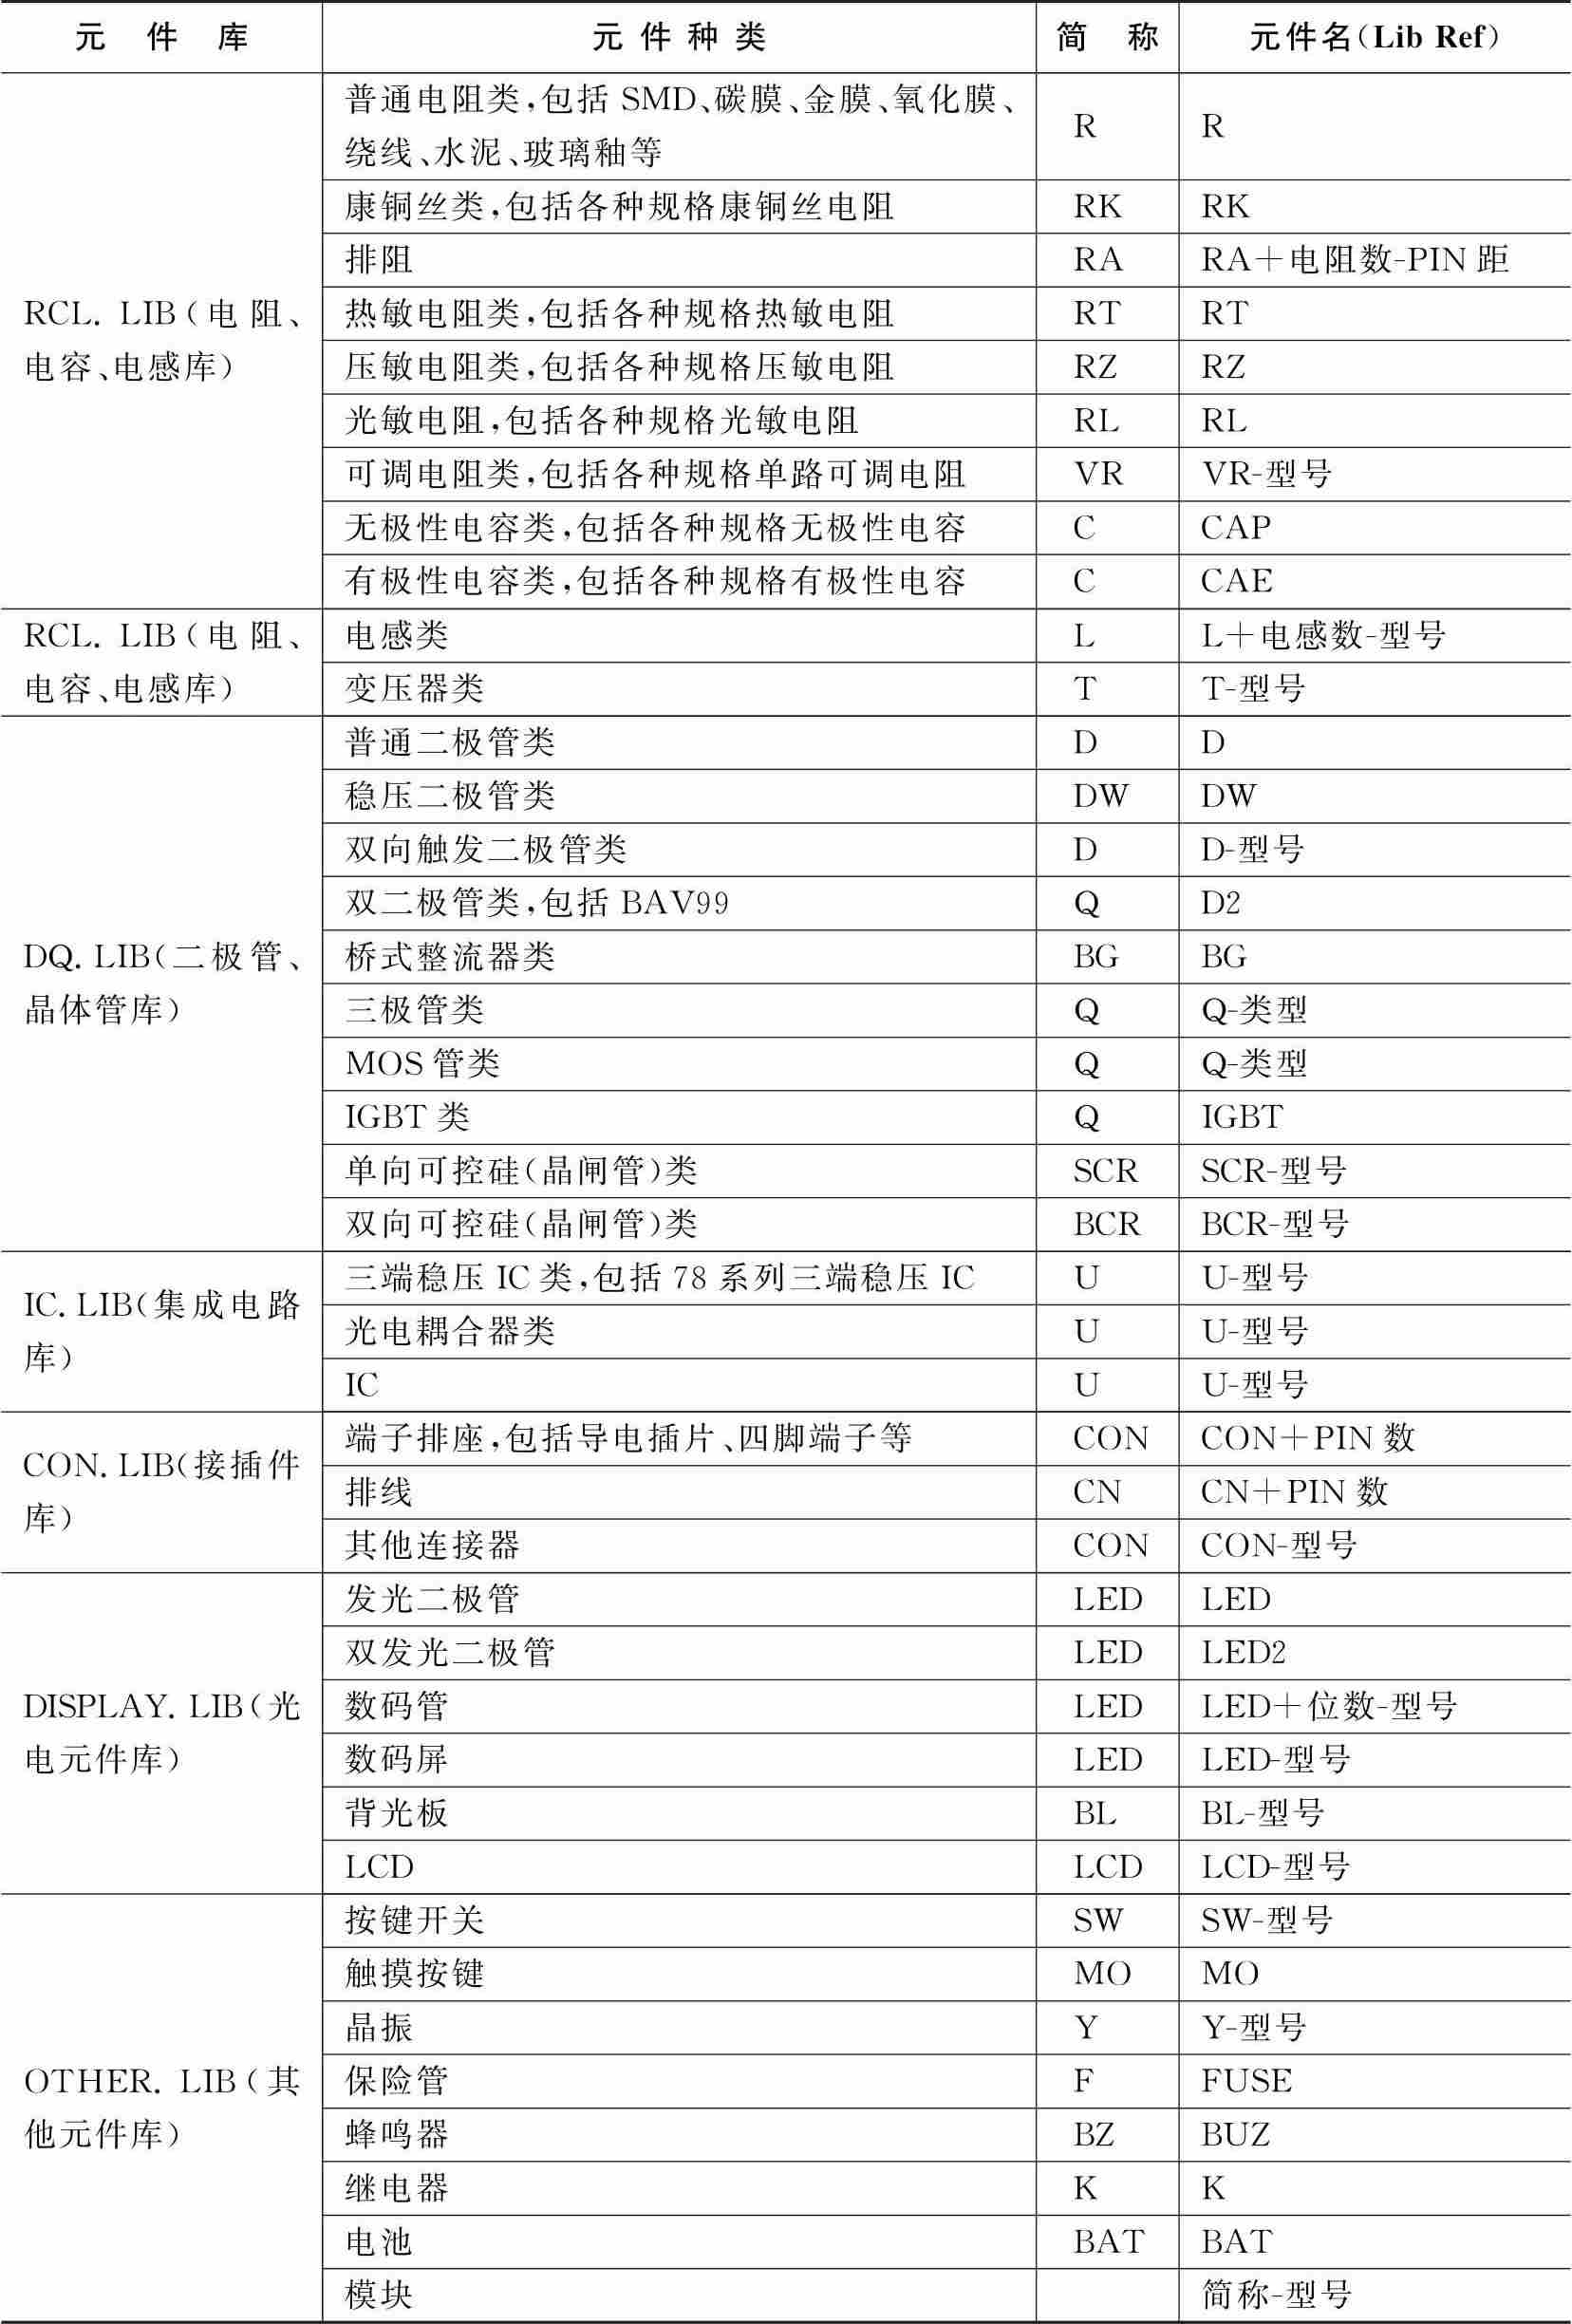 元 件 库 元 件 种 类 简 称 元件名(Lib Ref)
RCL. LIB(电阻、
电容、电感库)
普通电阻类,包括 SMD、碳膜、金膜、氧化膜、
绕线、水泥、玻璃釉等
R R
康铜丝类,包括各种规格康铜丝电阻 RK RK
排阻 RA RA+电阻数-PIN 距
热敏电阻类,包括各种规格热敏电阻 RT RT
压敏电阻类,包括各种规格压敏电阻 RZ RZ
光敏电阻,包括各种规格光敏电阻 RL RL
可调电阻类,包括各种规格单路可调电阻 VR VR-型号
无极性电容类,包括各种规格无极性电容 C CAP
有极性电容类,包括各种规格有极性电容 C CAE
RCL. LIB(电阻、
电容、电感库)
电感类 L L+电感数-型号
变压器类 T T-型号
DQ. LIB(二极管、
晶体管库)
普通二极管类 D D
稳压二极管类 DW DW
双向触发二极管类 D D-型号
双二极管类,包括 BAV99 Q D2
桥式整流器类 BG BG
三极管类 Q Q-类型
MOS 管类 Q Q-类型
IGBT 类 Q IGBT
单向可控硅(晶闸管)类 SCR SCR-型号
双向可控硅(晶闸管)类 BCR BCR-型号
IC. LIB(集成电路
库)
三端稳压 IC 类,包括 78 系列三端稳压 IC U U-型号
光电耦合器类 U U-型号
IC U U-型号
CON. LIB(接插件
库)
端子排座,包括导电插片、四脚端子等 CON CON+PIN 数
排线 CN CN+PIN 数
其他连接器 CON CON-型号
DISPLAY. LIB(光
电元件库)
发光二极管 LED LED
双发光二极管 LED LED2
数码管 LED LED+位数-型号
数码屏 LED LED-型号
背光板 BL BL-型号
LCD LCD LCD-型号
OTHER. LIB(其
他元件库)
按键开关 SW SW-型号
触摸按键 MO MO
晶振 Y Y-型号
保险管 F FUSE
蜂鸣器 BZ BUZ
继电器 K K
电池 BAT BAT
模块 简称-型号